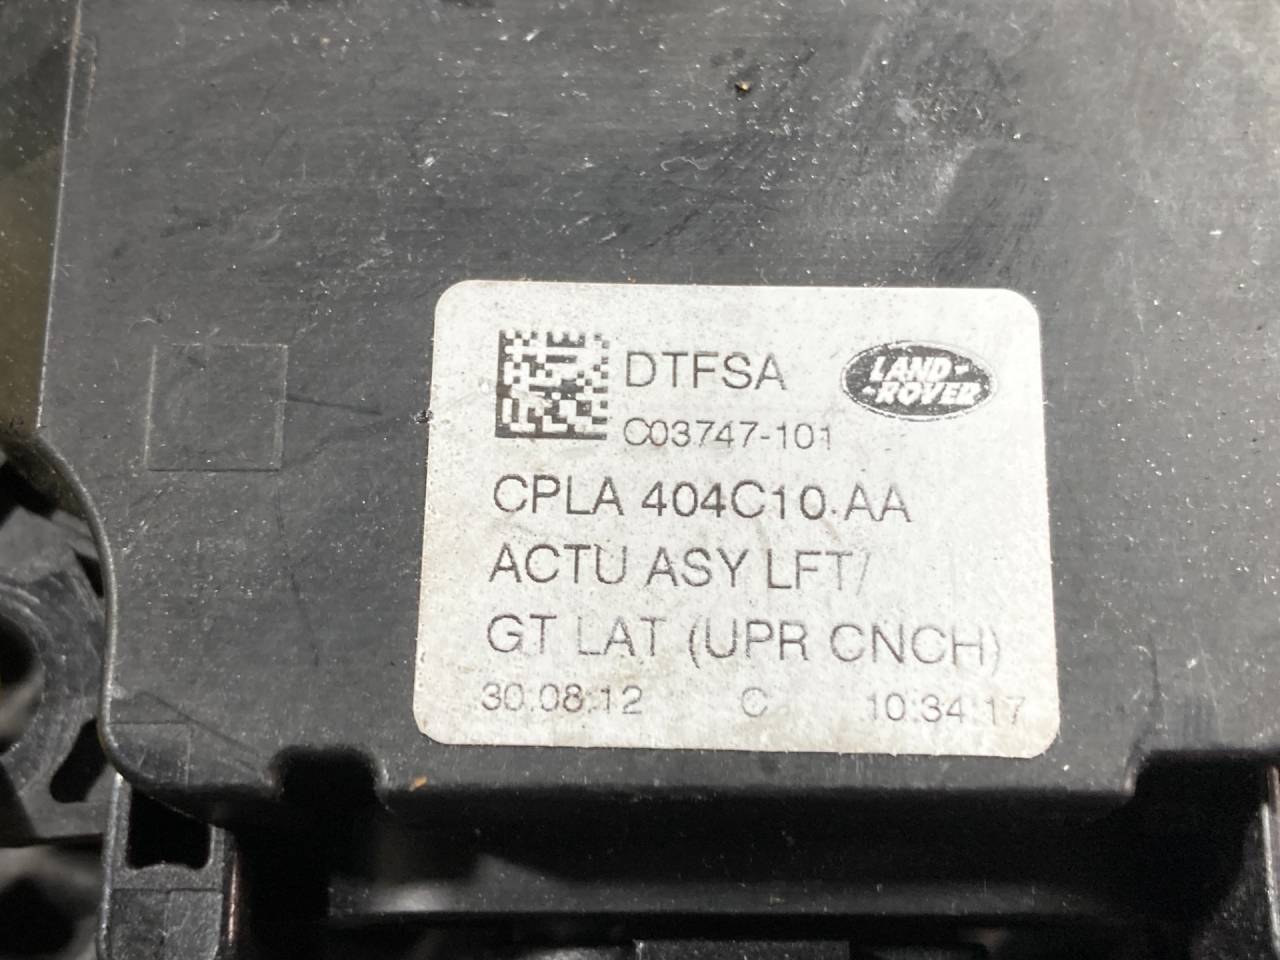 DTFSA
LAND-
-ROVER
C03747-101
CPLA 404C10.AA
ACTU ASY LFT/
GT LAT (UPR CNCH)
30.08.12 C 10:34:17